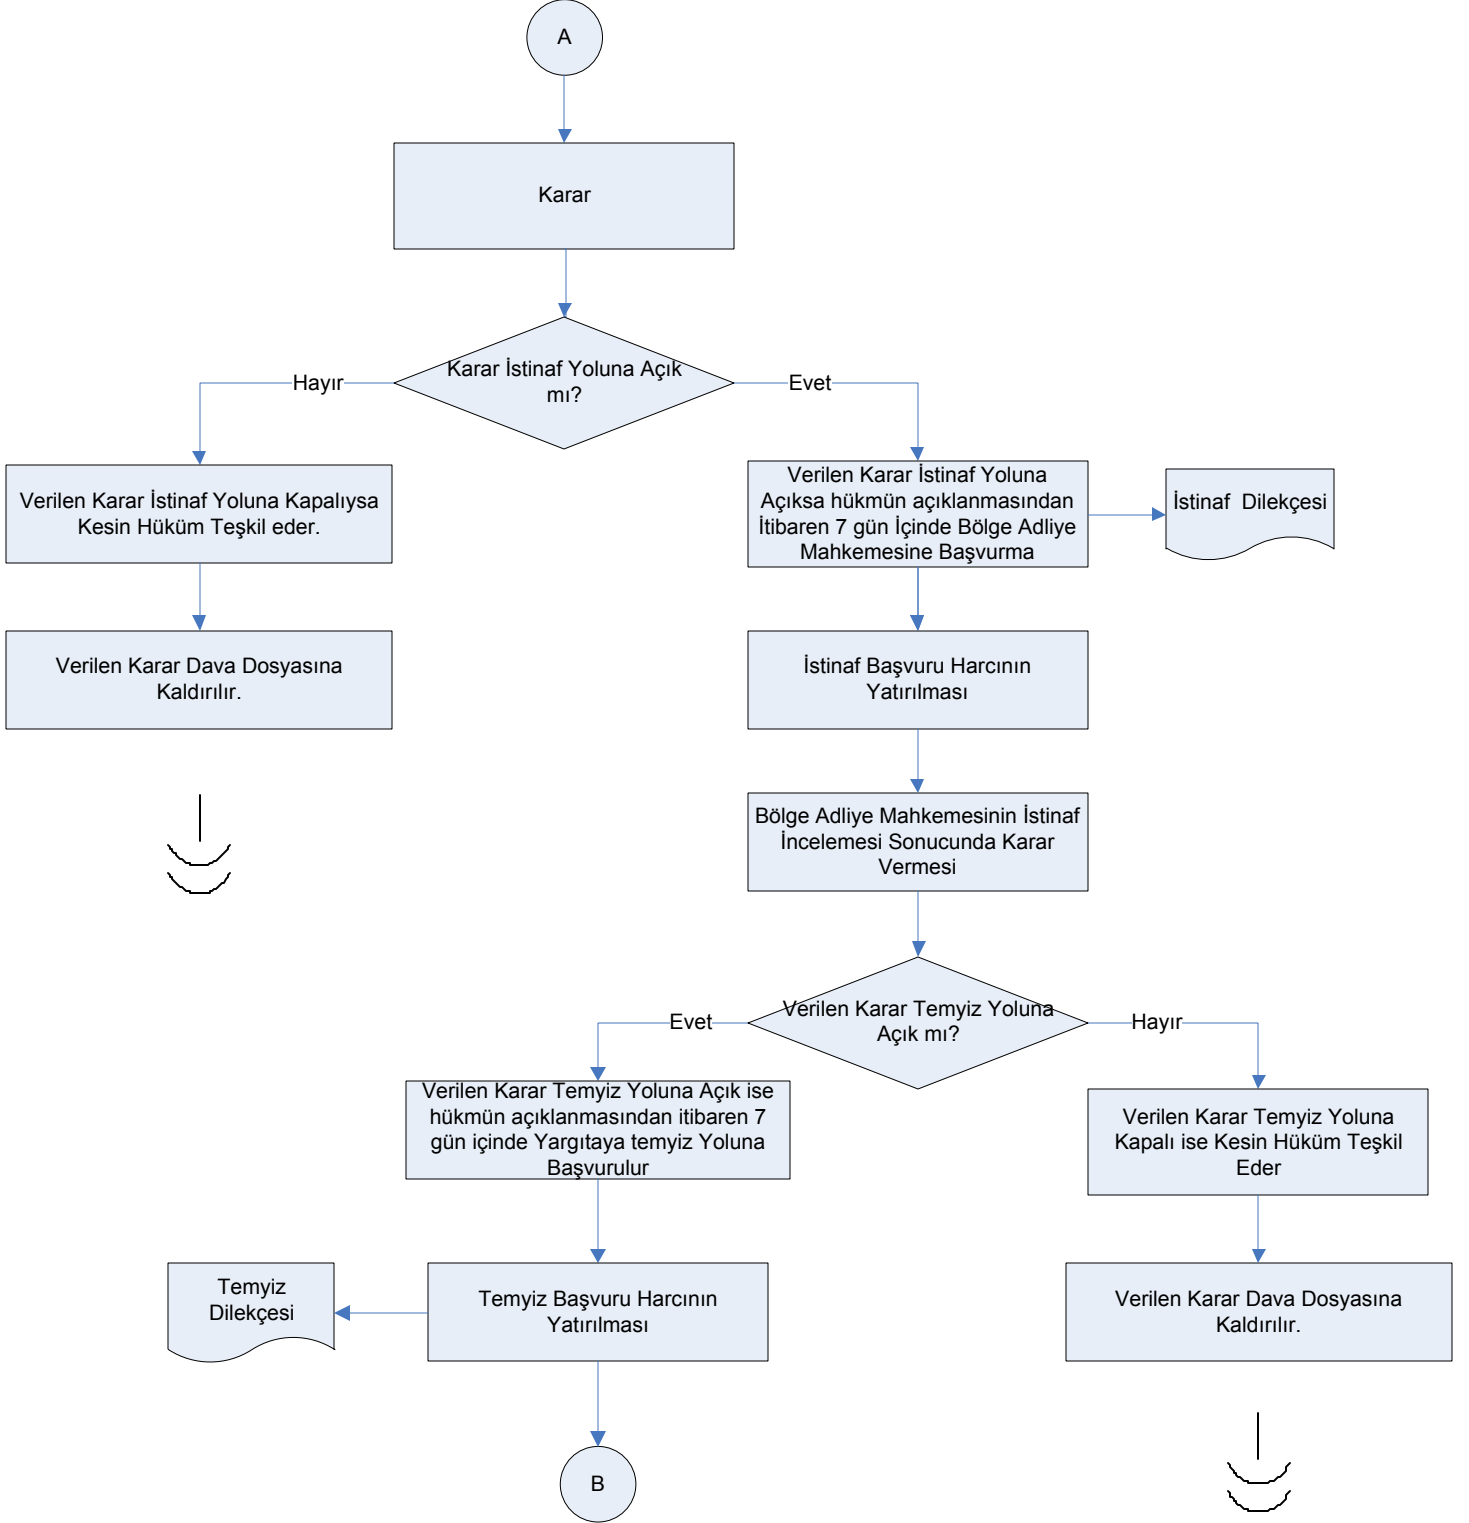 A
Karar
Karar İstinaf Yoluna Açık
mı?
Hayır
Evet
Verilen Karar İstinaf Yoluna Kapalıysa
Kesin Hüküm Teşkil eder.
Verilen Karar İstinaf Yoluna
Açıksa hükmün açıklanmasından
İtibaren 7 gün İçinde Bölge Adliye
Mahkemesine Başvurma
İstinaf Dilekçesi
Verilen Karar Dava Dosyasına
Kaldırılır.
İstinaf Başvuru Harcının
Yatırılması
Bölge Adliye Mahkemesinin İstinaf
İncelemesi Sonucunda Karar
Vermesi
Verilen Karar Temyiz Yoluna
Açık mı?
Evet
Hayır
Verilen Karar Temyiz Yoluna Açık ise
hükmün açıklanmasından itibaren 7
gün içinde Yargıtaya temyiz Yoluna
Başvurulur
Verilen Karar Temyiz Yoluna
Kapalı ise Kesin Hüküm Teşkil
Eder
Temyiz
Dilekçesi
Temyiz Başvuru Harcının
Yatırılması
Verilen Karar Dava Dosyasına
Kaldırılır.
B